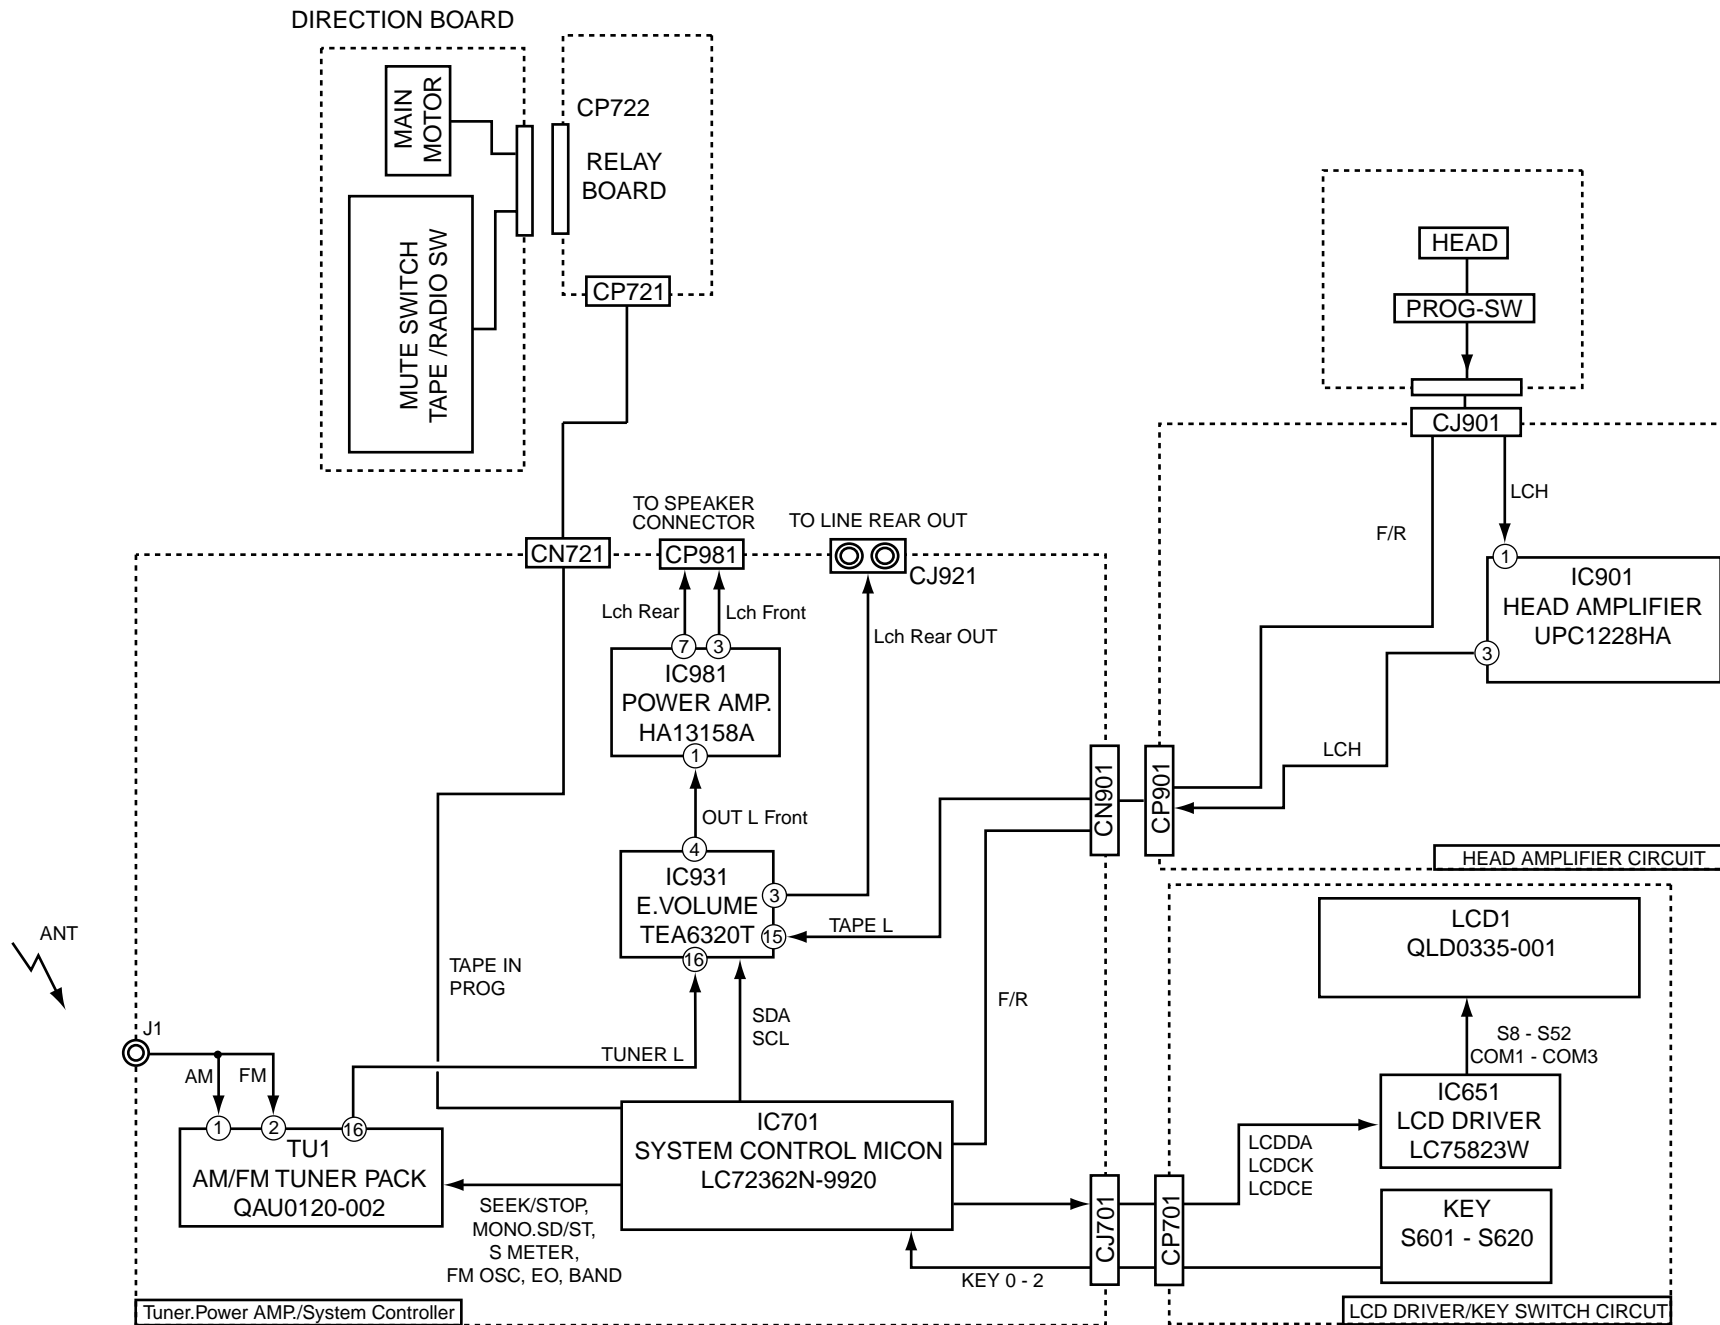 DIRECTION BOARD
MAIN
MOTOR
CP722
RELAY
BOARD
MUTE SWITCH
TAPE /RADIO SW
CP721
HEAD
PROG-SW
CJ901
LCH
F/R
TO SPEAKER
CONNECTOR
TO LINE REAR OUT
CN721
CP981
CJ921
1
IC901
HEAD AMPLIFIER
UPC1228HA
3
Lch Rear
Lch Front
Lch Rear OUT
7
3
IC981
POWER AMP.
HA13158A
1
LCH
CN901
CP901
OUT L Front
4
IC931
E.VOLUME
TEA6320T
3
15
16
TAPE L
HEAD AMPLIFIER CIRCUIT
LCD1
QLD0335-001
ANT
TAPE IN
PROG
SDA
SCL
F/R
S8 - S52
COM1 - COM3
J1
AM
FM
TUNER L
1
2
16
TU1
AM/FM TUNER PACK
QAU0120-002
IC701
SYSTEM CONTROL MICON
LC72362N-9920
IC651
LCD DRIVER
LC75823W
LCDDA
LCDCK
LCDCE
SEEK/STOP,
MONO.SD/ST,
S METER,
FM OSC, EO, BAND
CJ701
CP701
KEY
S601 - S620
KEY 0 - 2
Tuner.Power AMP./System Controller
LCD DRIVER/KEY SWITCH CIRCUT